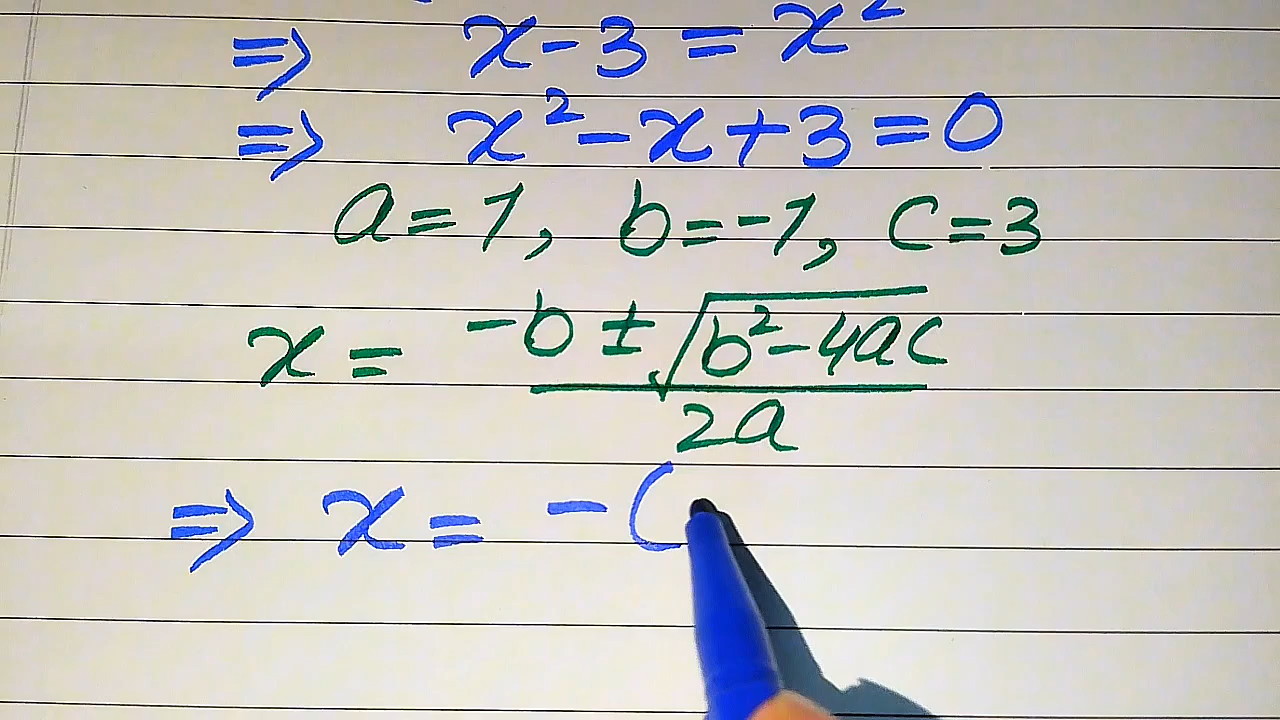 ⇒ x-3 = x²
⇒ x²-x+3=0
a=1, b=-1, c=3
x = -b ± √b²-4ac / 2a
⇒ x = -(